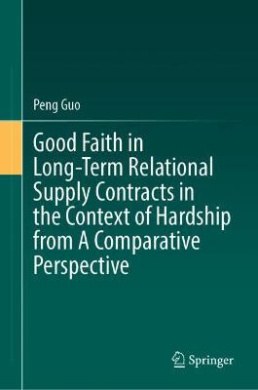 Peng Guo
Good Faith in
Long-Term Relational
Supply Contracts in
the Context of Hardship
from A Comparative
Perspective
Springer